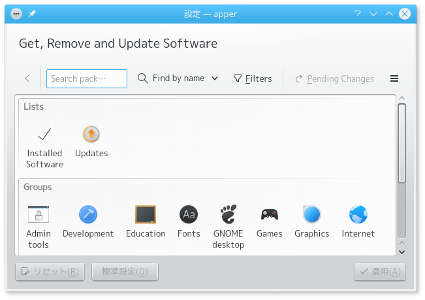 設定 — apper
Get, Remove and Update Software
Search pack…
Find by name
Filters
Pending Changes
Lists
Installed Software
Updates
Groups
Admin tools
Development
Education
Aa
Fonts
GNOME desktop
Games
Graphics
Internet
リセット(R)
標準設定(D)
適用(A)